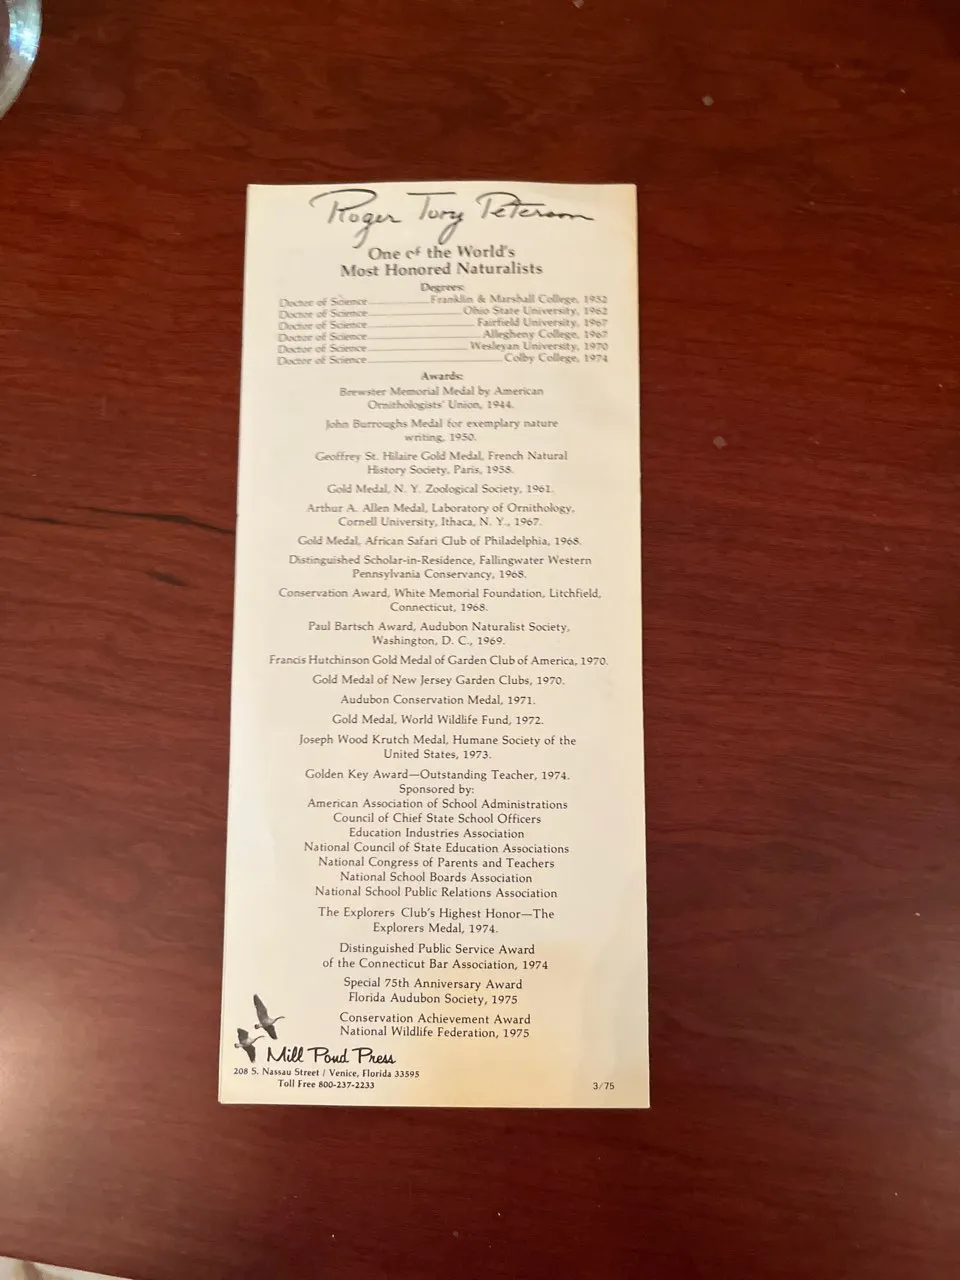 Roger Tory Peterson
One of the World's
Most Honored Naturalists
Degrees:
Doctor of Science Franklin & Marshall College, 1952
Doctor of Science Ohio State University, 1962
Doctor of Science Fairfield University, 1967
Doctor of Science Allegheny College, 1967
Doctor of Science Wesleyan University, 1970
Doctor of Science Colby College, 1974
Awards:
Brewster Memorial Medal by American
Ornithologists' Union, 1944.
John Burroughs Medal for exemplary nature
writing, 1950.
Geoffrey St. Hilaire Gold Medal, French Natural
History Society, Paris, 1958.
Gold Medal, N. Y. Zoological Society, 1961.
Arthur A. Allen Medal, Laboratory of Ornithology,
Cornell University, Ithaca, N. Y., 1967.
Gold Medal, African Safari Club of Philadelphia, 1968.
Distinguished Scholar-in-Residence, Fallingwater Western
Pennsylvania Conservancy, 1968.
Conservation Award, White Memorial Foundation, Litchfield,
Connecticut, 1968.
Paul Bartsch Award, Audubon Naturalist Society,
Washington, D. C., 1969.
Francis Hutchinson Gold Medal of Garden Club of America, 1970.
Gold Medal of New Jersey Garden Clubs, 1970.
Audubon Conservation Medal, 1971.
Gold Medal, World Wildlife Fund, 1972.
Joseph Wood Krutch Medal, Humane Society of the
United States, 1973.
Golden Key Award—Outstanding Teacher, 1974.
Sponsored by:
American Association of School Administrations
Council of Chief State School Officers
Education Industries Association
National Council of State Education Associations
National Congress of Parents and Teachers
National School Boards Association
National School Public Relations Association
The Explorers Club's Highest Honor—The
Explorers Medal, 1974.
Distinguished Public Service Award
of the Connecticut Bar Association, 1974
Special 75th Anniversary Award
Florida Audubon Society, 1975
Conservation Achievement Award
National Wildlife Federation, 1975
Mill Pond Press
208 S. Nassau Street / Venice, Florida 33595
Toll Free 800-237-2233
3/75